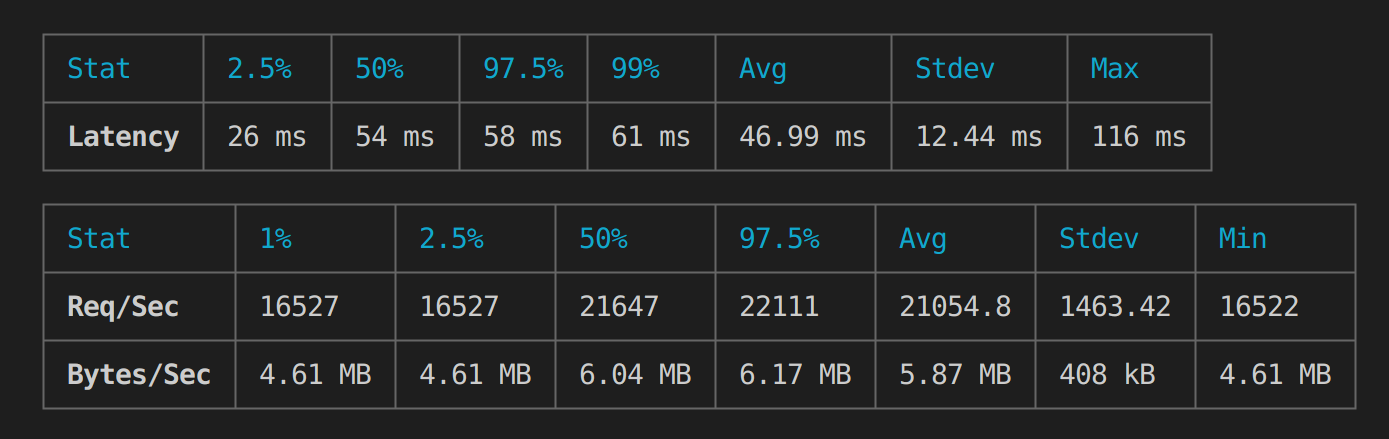 Stat 2.5% 50% 97.5% 99% Avg Stdev Max
Latency 26 ms 54 ms 58 ms 61 ms 46.99 ms 12.44 ms 116 ms
Stat 1% 2.5% 50% 97.5% Avg Stdev Min
Req/Sec 16527 16527 21647 22111 21054.8 1463.42 16522
Bytes/Sec 4.61 MB 4.61 MB 6.04 MB 6.17 MB 5.87 MB 408 kB 4.61 MB